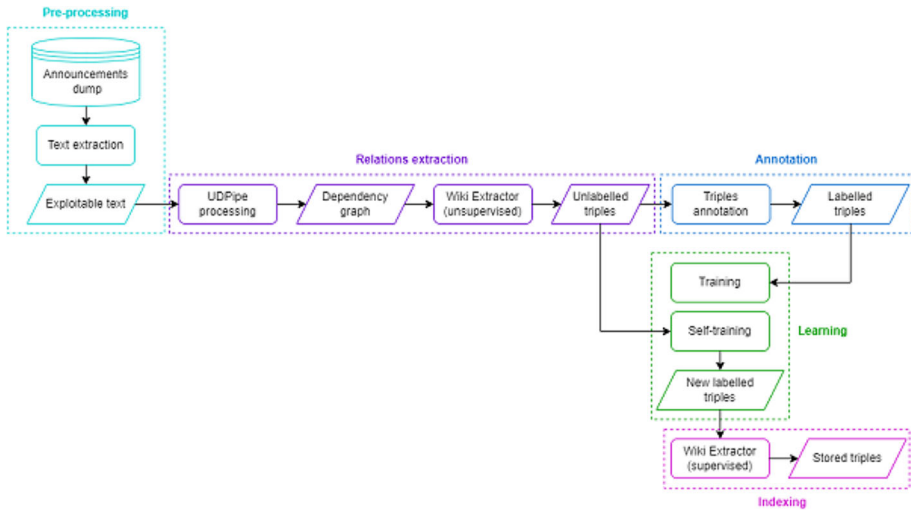 Pre-processing
Announcements
dump
Text extraction
Exploitable text
Relations extraction
UDPipe
processing
Dependency
graph
Wiki Extractor
(unsupervised)
Unlabelled
triples
Annotation
Triples
annotation
Labelled
triples
Training
Self-training
Learning
New labelled
triples
Wiki Extractor
(supervised)
Stored triples
Indexing